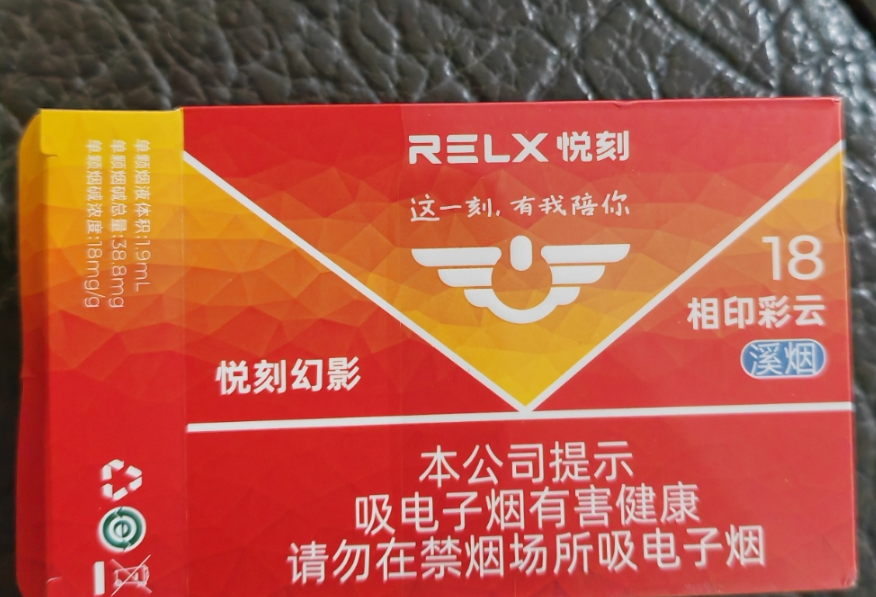 RELX 悦刻
这一刻,有我陪你
18
相印彩云
溪烟
悦刻幻影
本公司提示
吸电子烟有害健康
请勿在禁烟场所吸电子烟
单颗烟液体积:1.9mL
单颗烟碱总量:38.8mg
单颗烟碱浓度:18mg/g